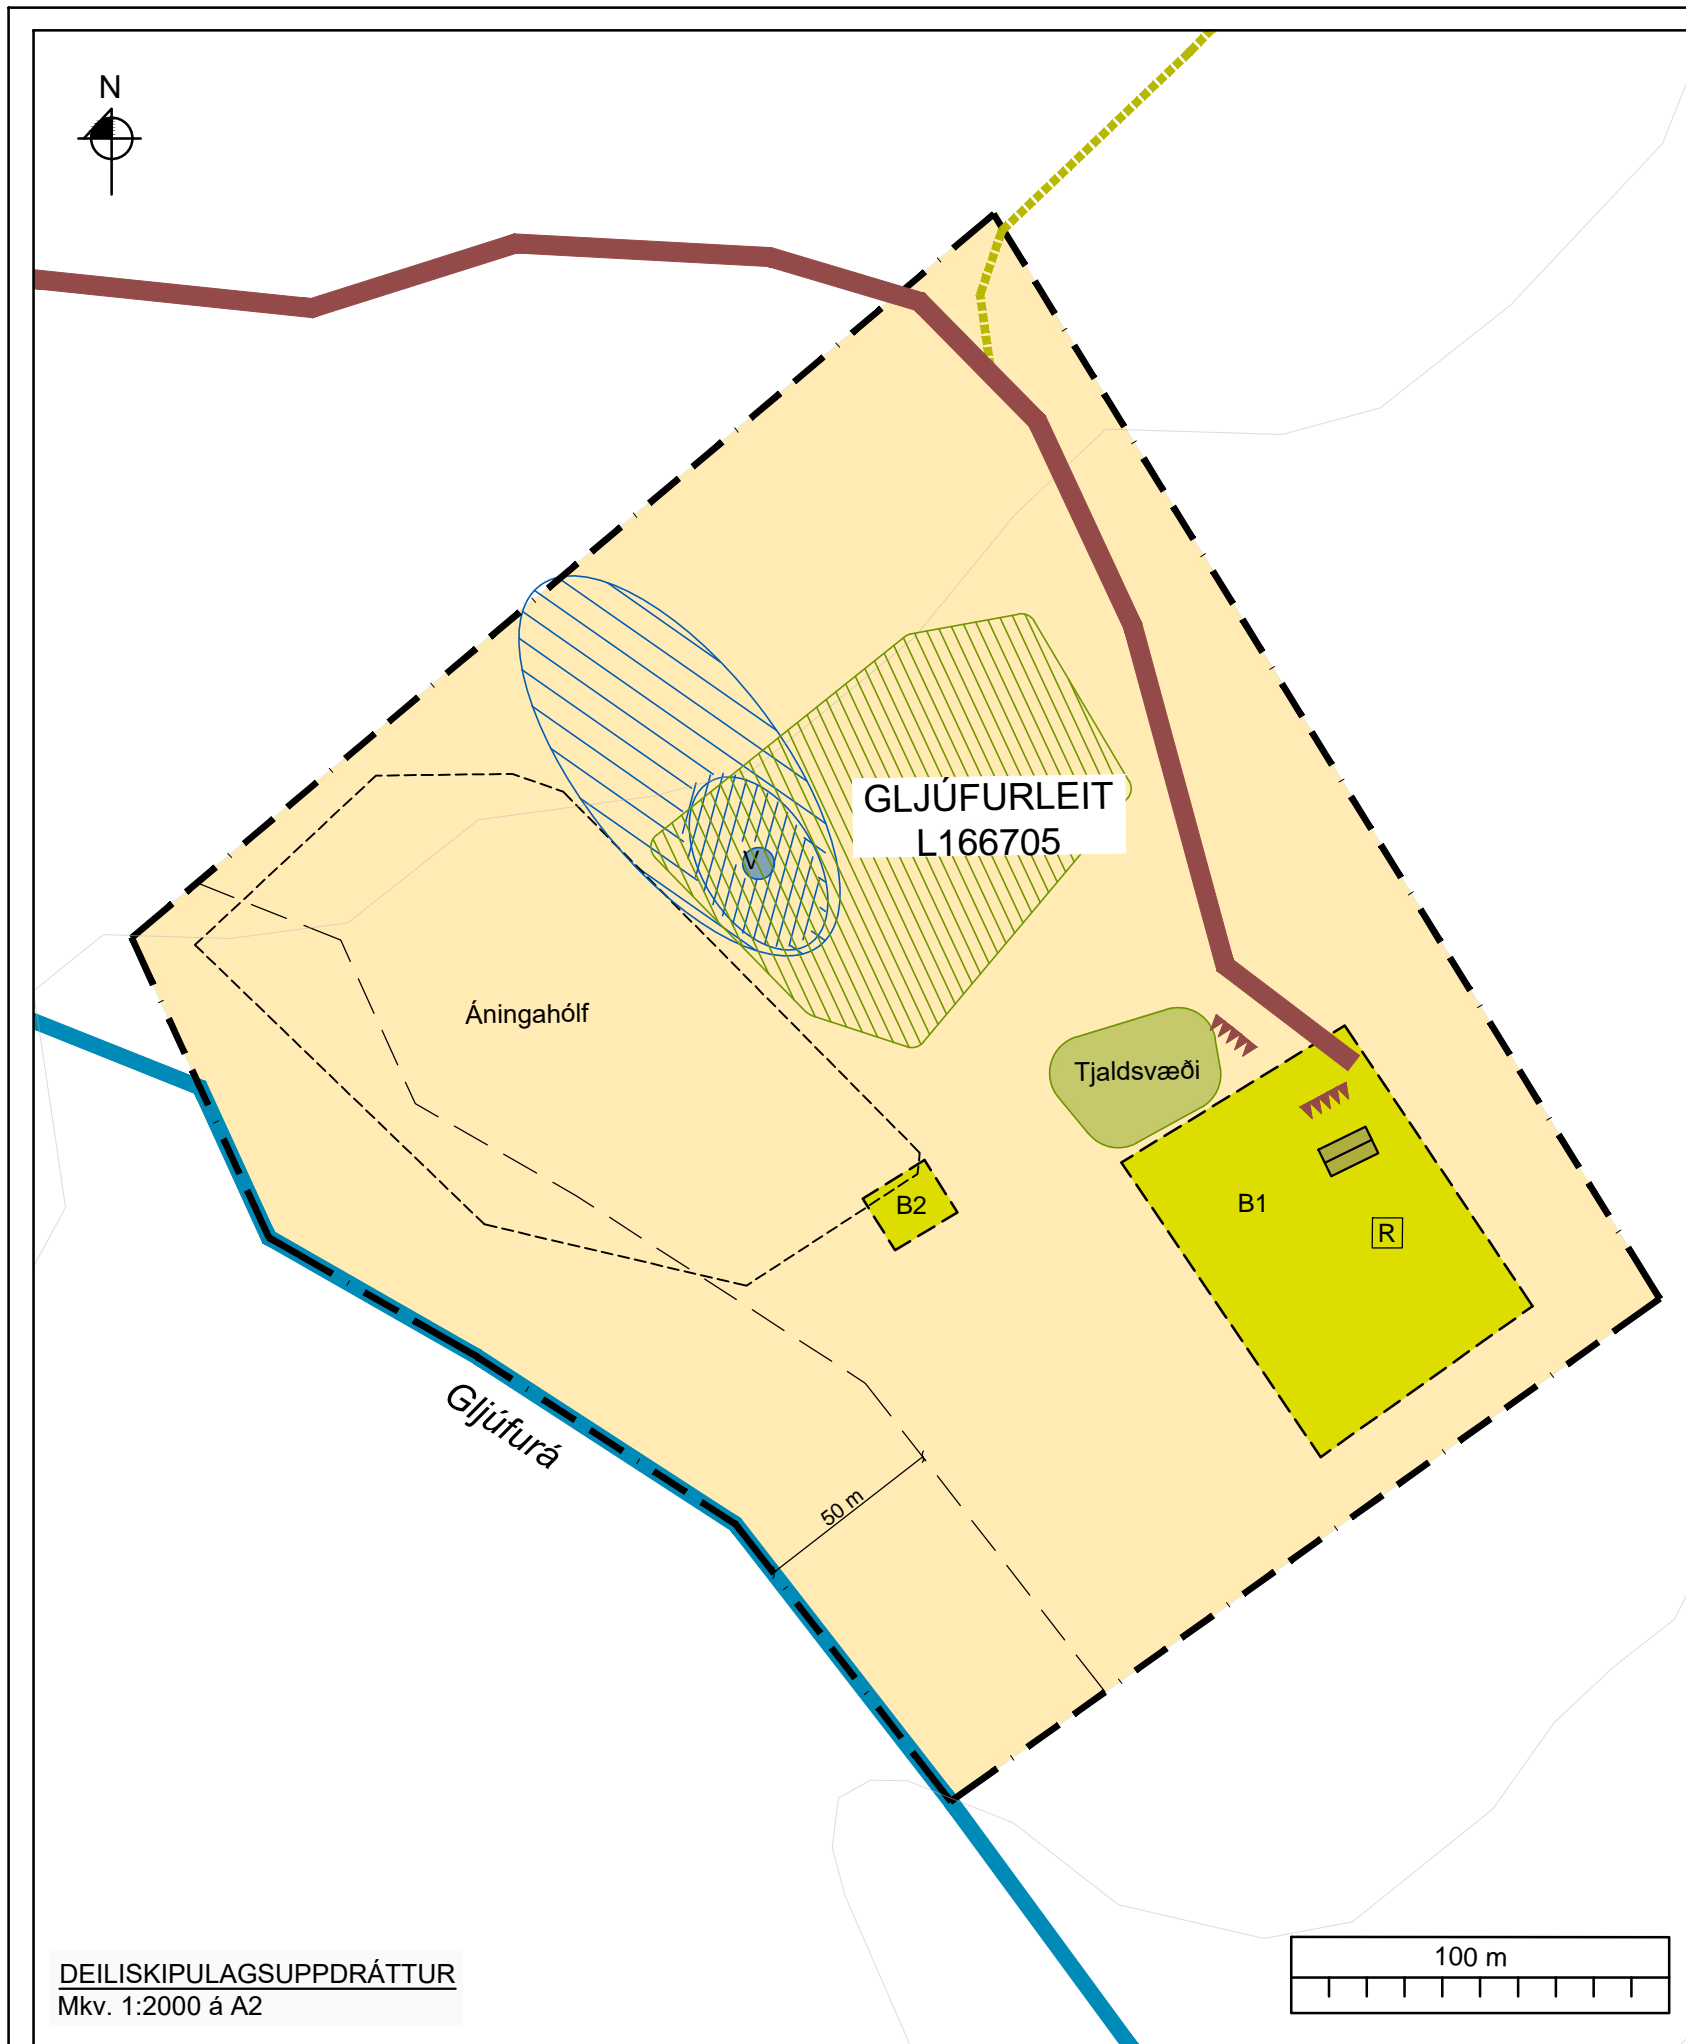 N
GLJÚFURLEIT
L166705
V
Áningahólf
Tjaldsvæði
B2
B1
R
Gljúfurá
50 m
DEILISKIPULAGSUPPDRÁTTUR
Mkv. 1:2000 á A2
100 m